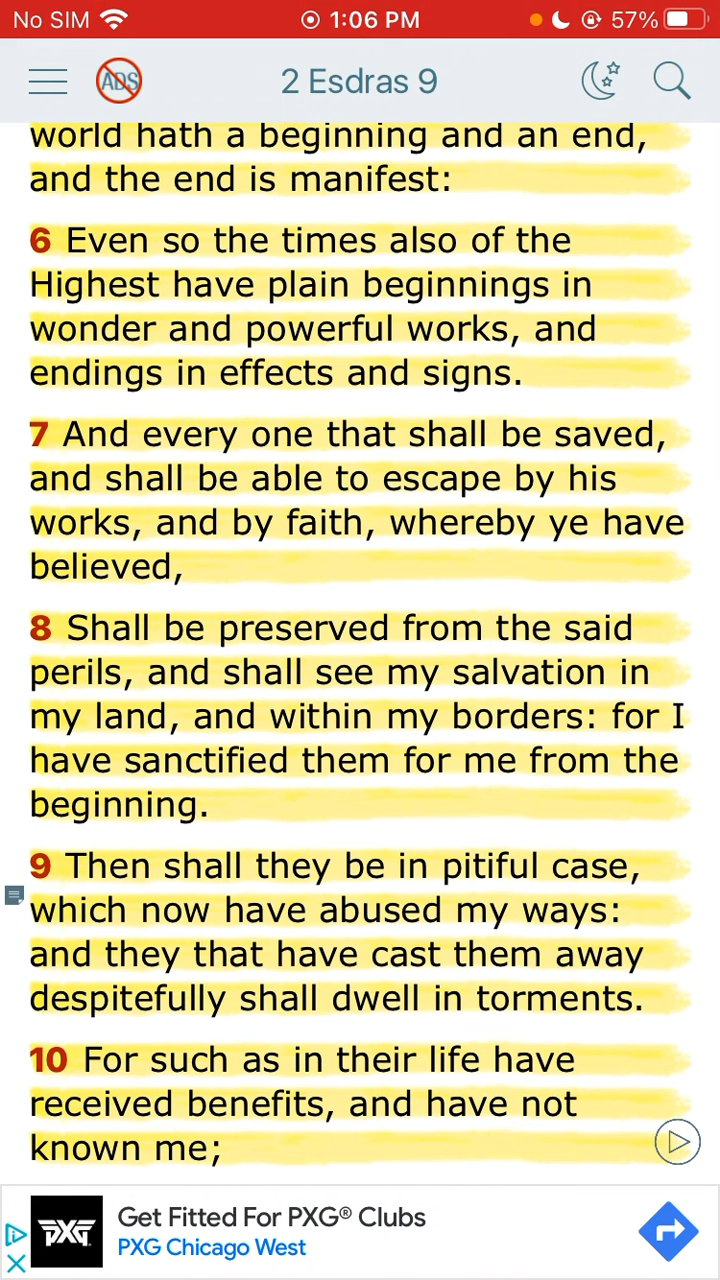 No SIM 1:06 PM 57%
ADS 2 Esdras 9
world hath a beginning and an end,
and the end is manifest:
6 Even so the times also of the
Highest have plain beginnings in
wonder and powerful works, and
endings in effects and signs.
7 And every one that shall be saved,
and shall be able to escape by his
works, and by faith, whereby ye have
believed,
8 Shall be preserved from the said
perils, and shall see my salvation in
my land, and within my borders: for I
have sanctified them for me from the
beginning.
9 Then shall they be in pitiful case,
which now have abused my ways:
and they that have cast them away
despitefully shall dwell in torments.
10 For such as in their life have
received benefits, and have not
known me;
PXG Get Fitted For PXG® Clubs
PXG Chicago West